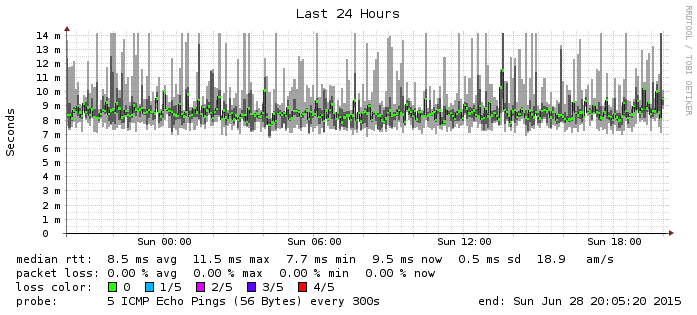 Last 24 Hours
RRDTOOL / TOBI OETIKER
Seconds
14 m
13 m
12 m
11 m
10 m
9 m
8 m
7 m
6 m
5 m
4 m
3 m
2 m
1 m
0
Sun 00:00 Sun 06:00 Sun 12:00 Sun 18:00
median rtt: 8.5 ms avg 11.5 ms max 7.7 ms min 9.5 ms now 0.5 ms sd 18.9 am/s
packet loss: 0.00 % avg 0.00 % max 0.00 % min 0.00 % now
loss color: 0 1/5 2/5 3/5 4/5
probe: 5 ICMP Echo Pings (56 Bytes) every 300s end: Sun Jun 28 20:05:20 2015